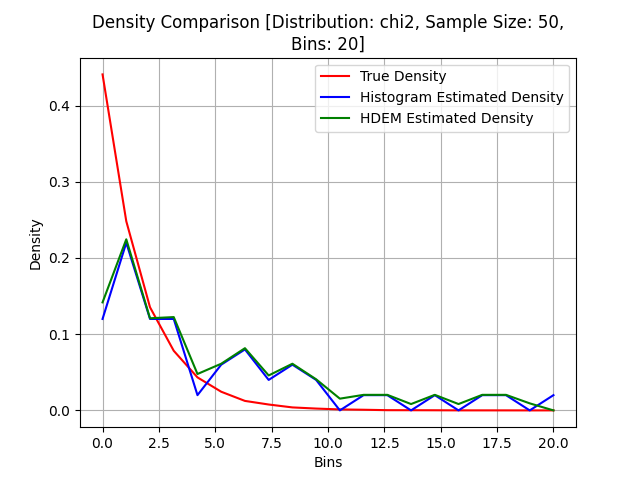 Density Comparison [Distribution: chi2, Sample Size: 50,
Bins: 20]
True Density
Histogram Estimated Density
HDEM Estimated Density
Density
0.4
0.3
0.2
0.1
0.0
0.0 2.5 5.0 7.5 10.0 12.5 15.0 17.5 20.0
Bins